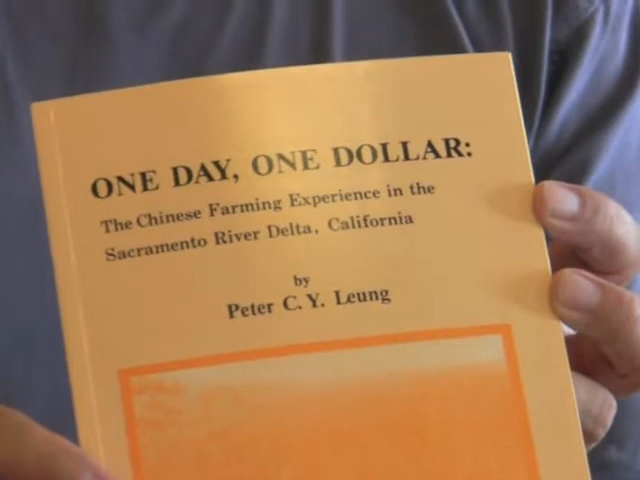 ONE DAY, ONE DOLLAR:
The Chinese Farming Experience in the
Sacramento River Delta, California
by
Peter C. Y. Leung